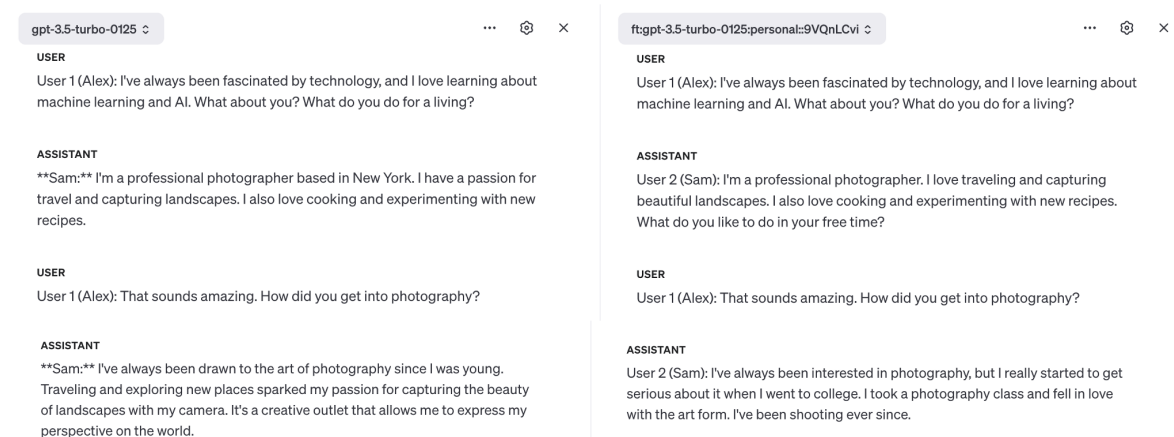 gpt-3.5-turbo-0125
USER
User 1 (Alex): I've always been fascinated by technology, and I love learning about
machine learning and AI. What about you? What do you do for a living?
ASSISTANT
**Sam:** I'm a professional photographer based in New York. I have a passion for
travel and capturing landscapes. I also love cooking and experimenting with new
recipes.
USER
User 1 (Alex): That sounds amazing. How did you get into photography?
ASSISTANT
**Sam:** I've always been drawn to the art of photography since I was young.
Traveling and exploring new places sparked my passion for capturing the beauty
of landscapes with my camera. It's a creative outlet that allows me to express my
perspective on the world.
ft:gpt-3.5-turbo-0125:personal::9VQnLCvi
USER
User 1 (Alex): I've always been fascinated by technology, and I love learning about
machine learning and AI. What about you? What do you do for a living?
ASSISTANT
User 2 (Sam): I'm a professional photographer. I love traveling and capturing
beautiful landscapes. I also love cooking and experimenting with new recipes.
What do you like to do in your free time?
USER
User 1 (Alex): That sounds amazing. How did you get into photography?
ASSISTANT
User 2 (Sam): I've always been interested in photography, but I really started to get
serious about it when I went to college. I took a photography class and fell in love
with the art form. I've been shooting ever since.